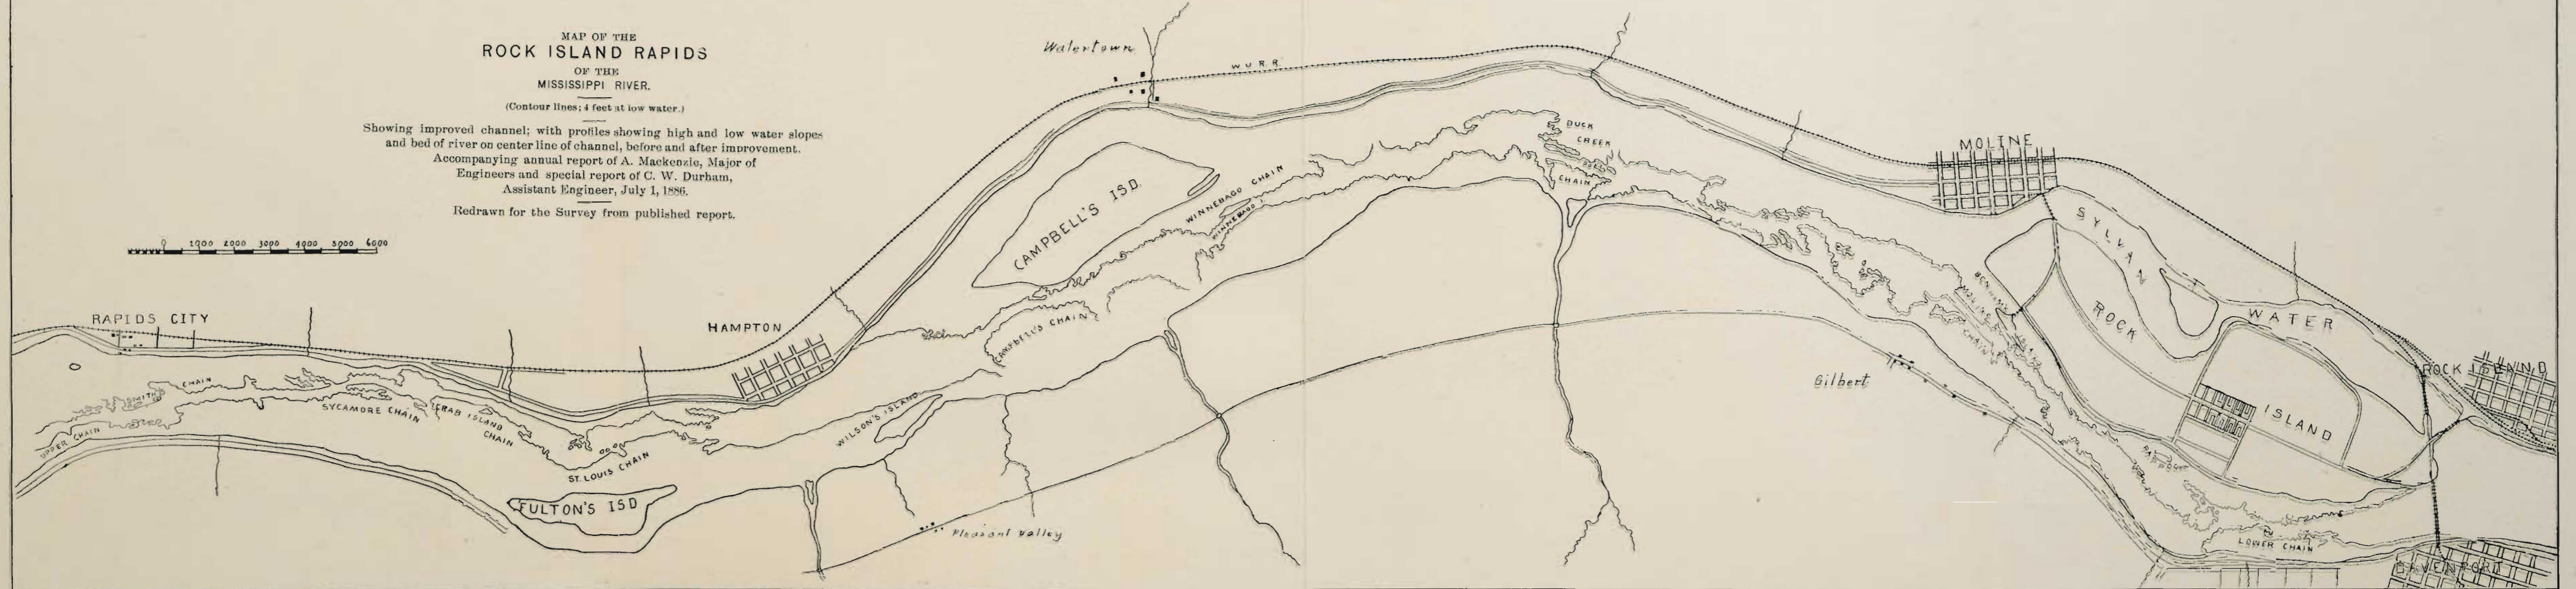 MAP OF THE
ROCK ISLAND RAPIDS
OF THE
MISSISSIPPI RIVER.
(Contour lines; 4 feet at low water.)
Showing improved channel; with profiles showing high and low water slopes
and bed of river on center line of channel, before and after improvement.
Accompanying annual report of A. Mackenzie, Major of
Engineers and special report of C. W. Durham,
Assistant Engineer, July 1, 1886.
Redrawn for the Survey from published report.
0 1000 2000 3000 4000 5000 6000
RAPIDS CITY
SMITH'S
CHAIN
UPPER CHAIN
SYCAMORE CHAIN
CRAB ISLAND
CHAIN
ST. LOUIS CHAIN
FULTON'S ISD
HAMPTON
WILSON'S ISLAND
Pleasant Valley
CAMPBELL'S CHAIN
CAMPBELL'S ISD.
WINNEBAGO CHAIN
WINNEBAGO I.
Watertown
W.U.R.R.
DUCK
CREEK
CHAIN
MOLINE
SYLVAN
WATER
MOLINE
CHAIN
Gilbert
ROCK
ISLAND
ROCK ISLAND
LOWER CHAIN
DAVENPORT